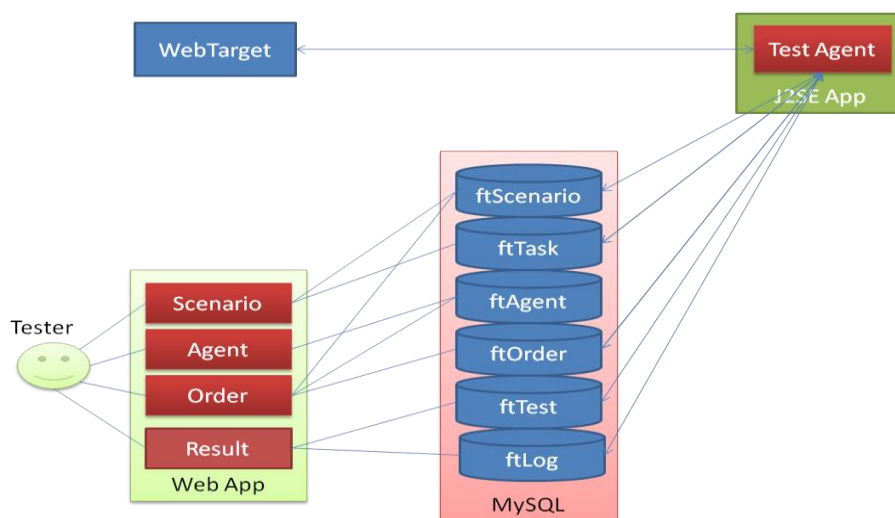 WebTarget
Test Agent
J2SE App
ftScenario
ftTask
ftAgent
ftOrder
ftTest
ftLog
MySQL
Tester
Scenario
Agent
Order
Result
Web App